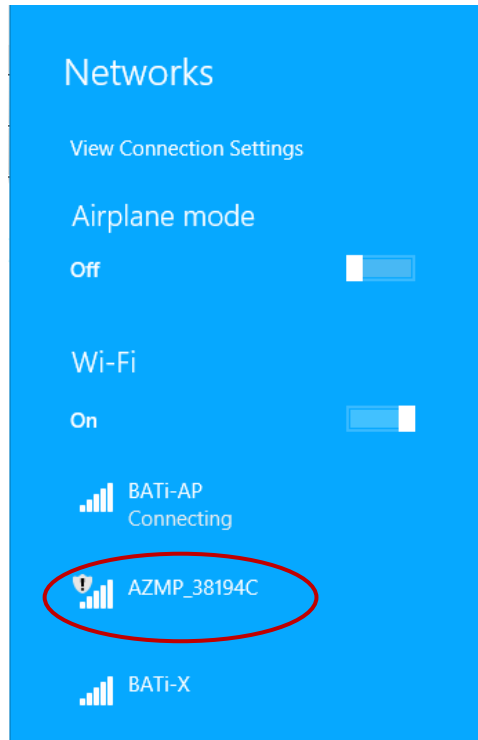 Networks
View Connection Settings
Airplane mode
Off
Wi-Fi
On
BATi-AP
Connecting
AZMP_38194C
BATi-X